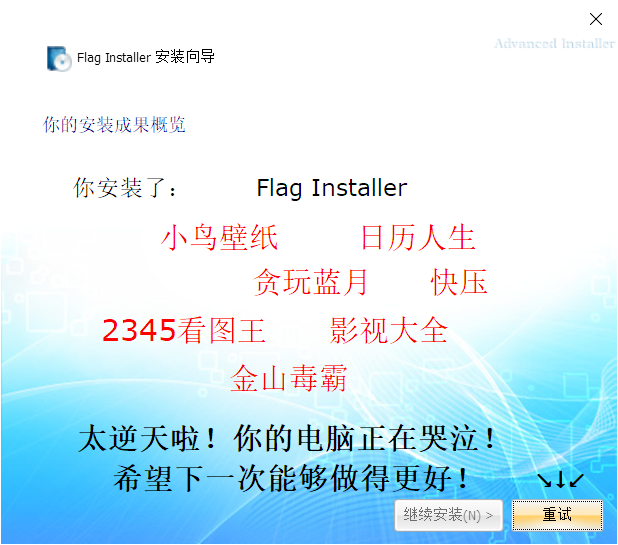 Advanced Installer
Flag Installer 安装向导
你的安装成果概览
你安装了： Flag Installer
小鸟壁纸 日历人生
贪玩蓝月 快压
2345看图王 影视大全
金山毒霸
太逆天啦！你的电脑正在哭泣！
希望下一次能够做得更好！ ↘↓↙
继续安装(N) > 重试